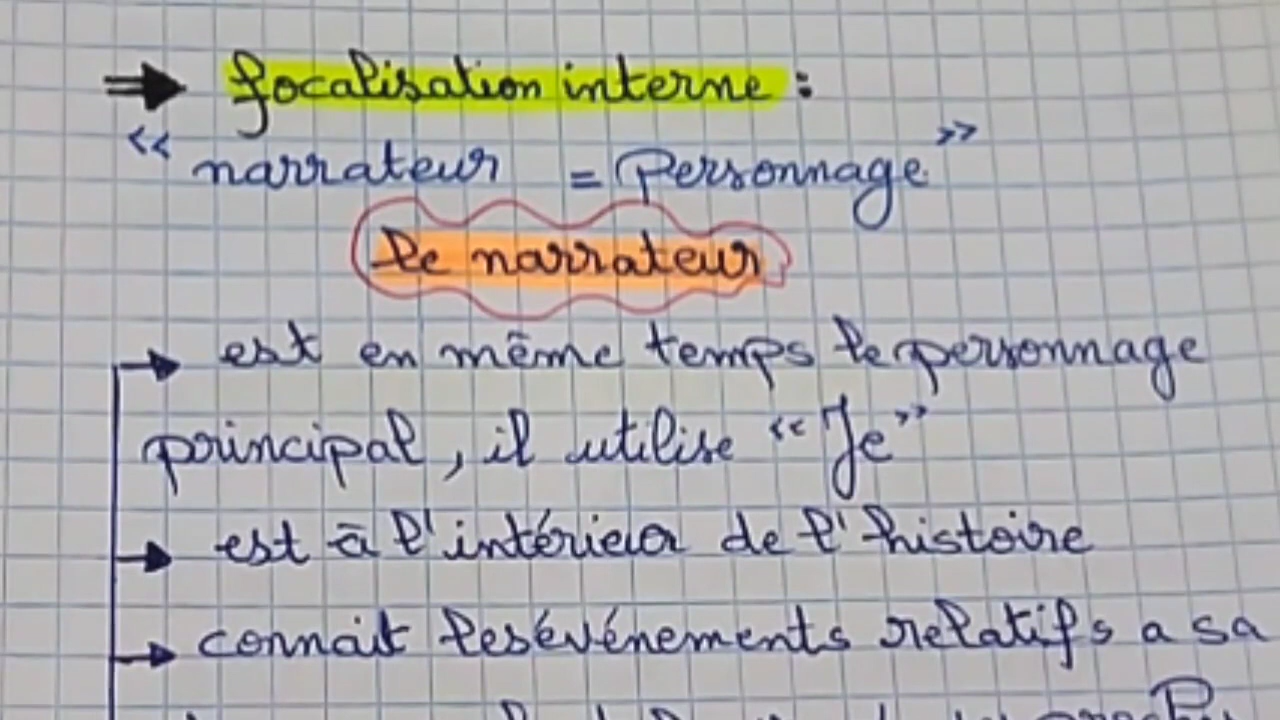 ⇒ focalisation interne :
“ narrateur = Personnage ”
le narrateur
→ est en même temps le personnage
principal, il utilise “Je”
→ est à l'intérieur de l'histoire
→ connait les événements relatifs a sa